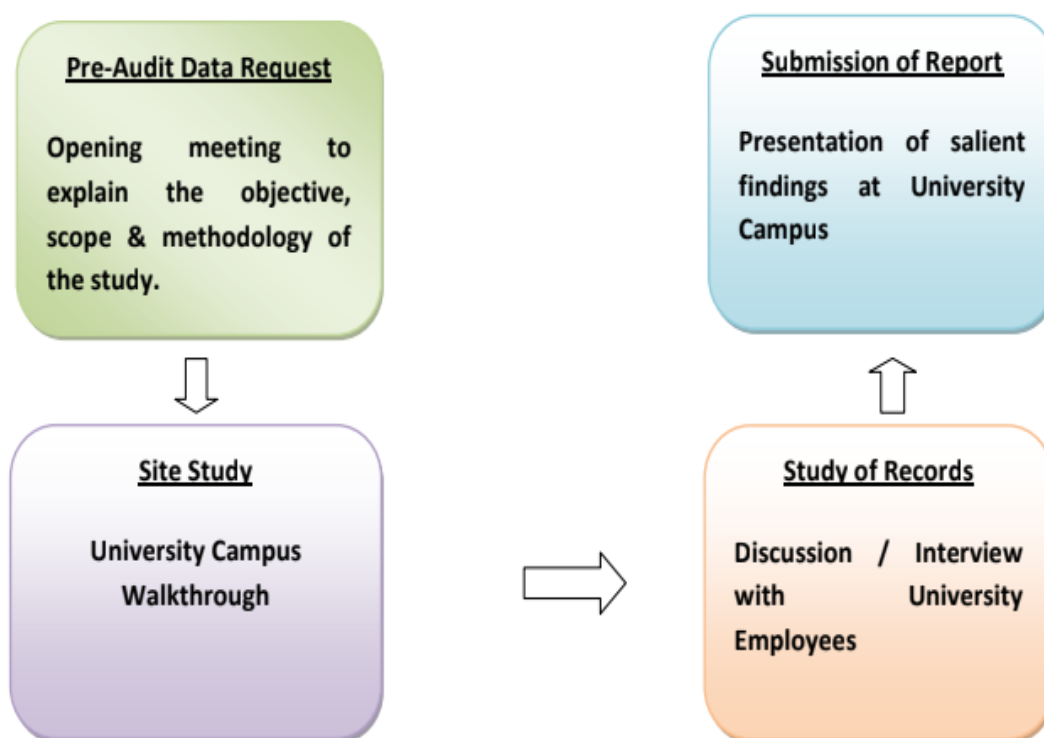 Pre-Audit Data Request
Opening meeting to
explain the objective,
scope & methodology of
the study.
Site Study
University Campus
Walkthrough
Study of Records
Discussion / Interview
with University
Employees
Submission of Report
Presentation of salient
findings at University
Campus